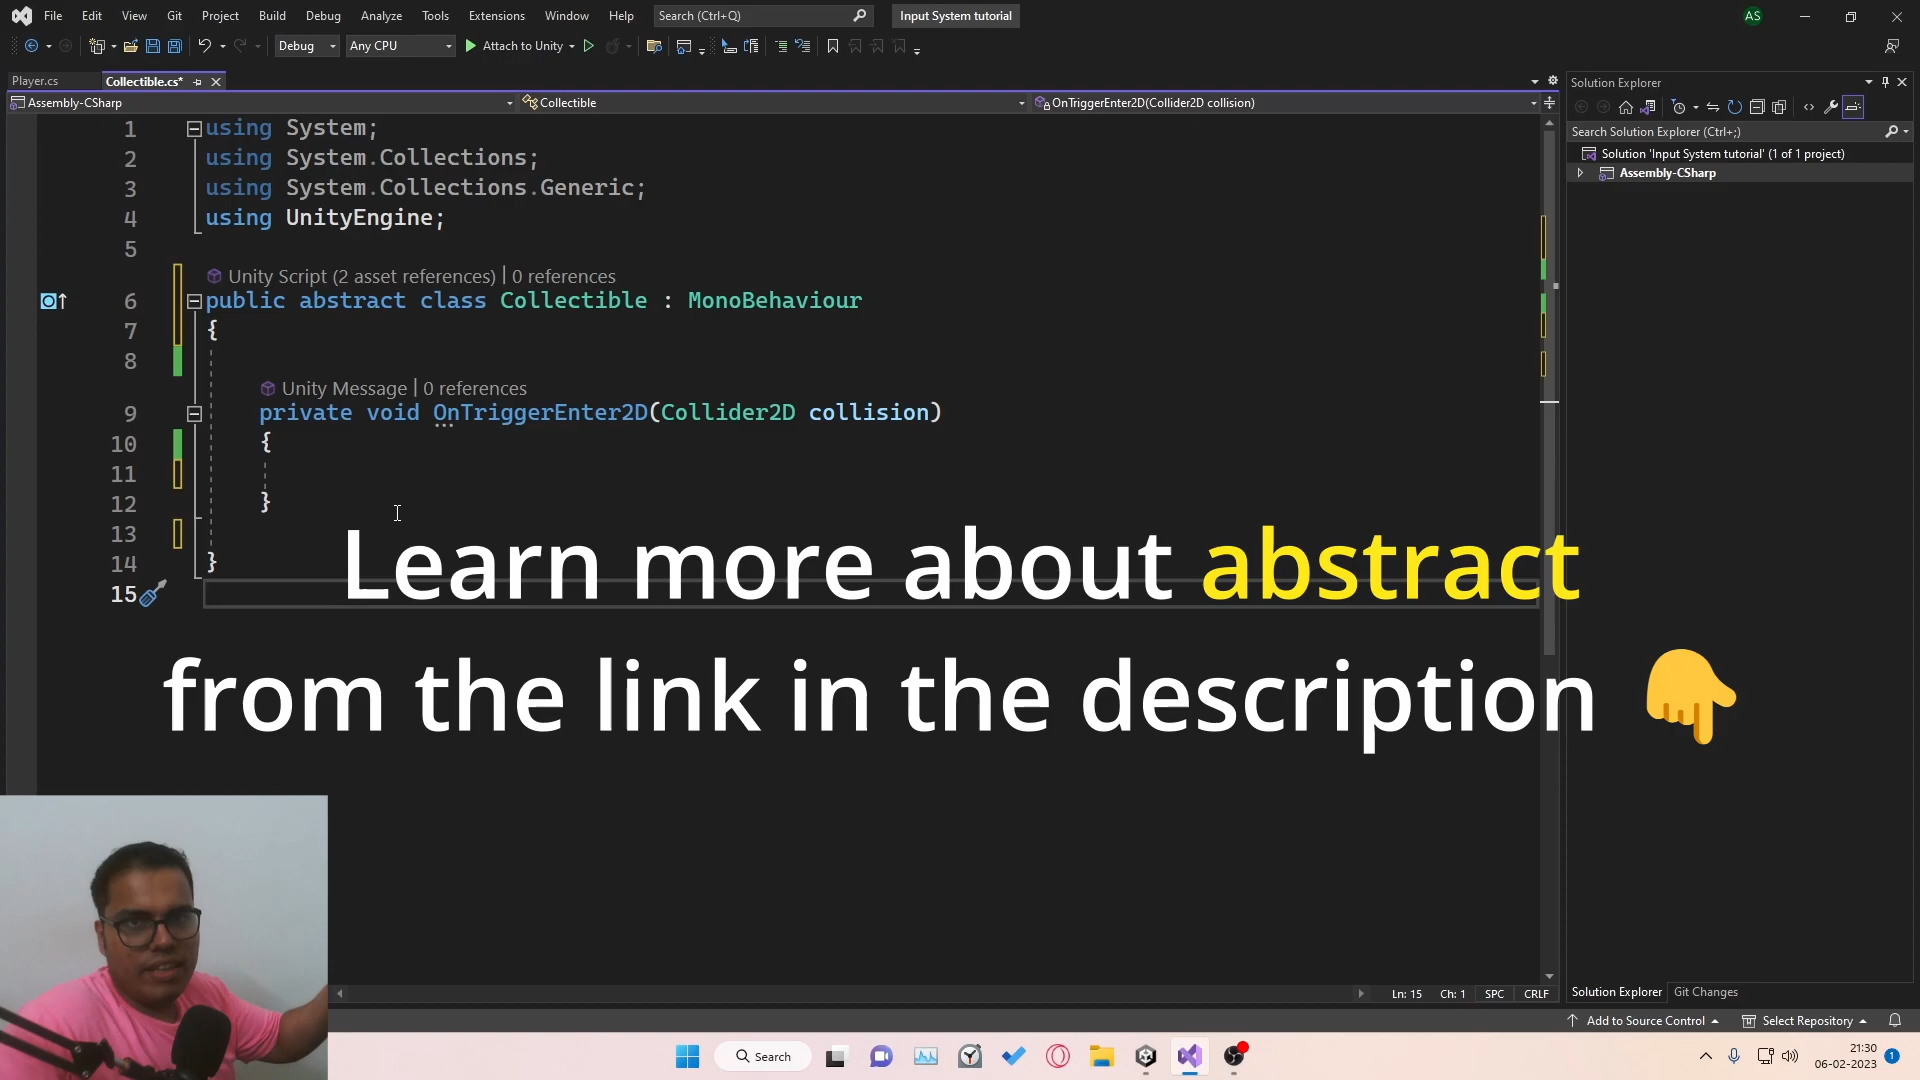 File Edit View Git Project Build Debug Analyze Tools Extensions Window Help Search (Ctrl+Q) Input System tutorial AS
Debug Any CPU Attach to Unity
Player.cs Collectible.cs*
Assembly-CSharp Collectible OnTriggerEnter2D(Collider2D collision)
1 using System;
2 using System.Collections;
3 using System.Collections.Generic;
4 using UnityEngine;
5
Unity Script (2 asset references) | 0 references
6 public abstract class Collectible : MonoBehaviour
7 {
8
Unity Message | 0 references
9 private void OnTriggerEnter2D(Collider2D collision)
10 {
11
12 }
13
14 }
15
Learn more about abstract
from the link in the description
Solution Explorer
Search Solution Explorer (Ctrl+;)
Solution 'Input System tutorial' (1 of 1 project)
Assembly-CSharp
Ln: 15 Ch: 1 SPC CRLF
Solution Explorer Git Changes
Add to Source Control Select Repository
Search
21:30
06-02-2023
1